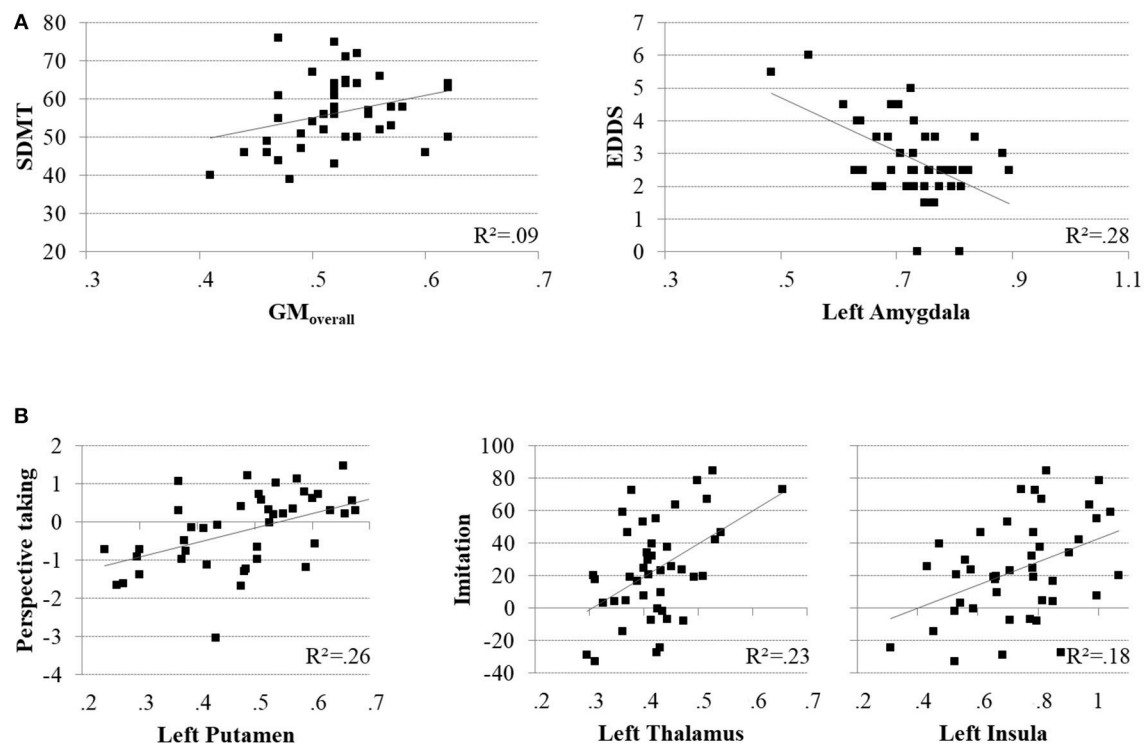 A
80
70
60
50
40
30
20
SDMT
R²=.09
.3 .4 .5 .6 .7
GMoverall
7
6
5
4
3
2
1
0
EDDS
R²=.28
.3 .5 .7 .9 1.1
Left Amygdala
B
2
1
0
-1
-2
-3
-4
Perspective taking
R²=.26
.2 .3 .4 .5 .6 .7
Left Putamen
100
80
60
40
20
0
-20
-40
Imitation
R²=.23
.2 .3 .4 .5 .6 .7
Left Thalamus
R²=.18
.2 .4 .6 .8 1
Left Insula